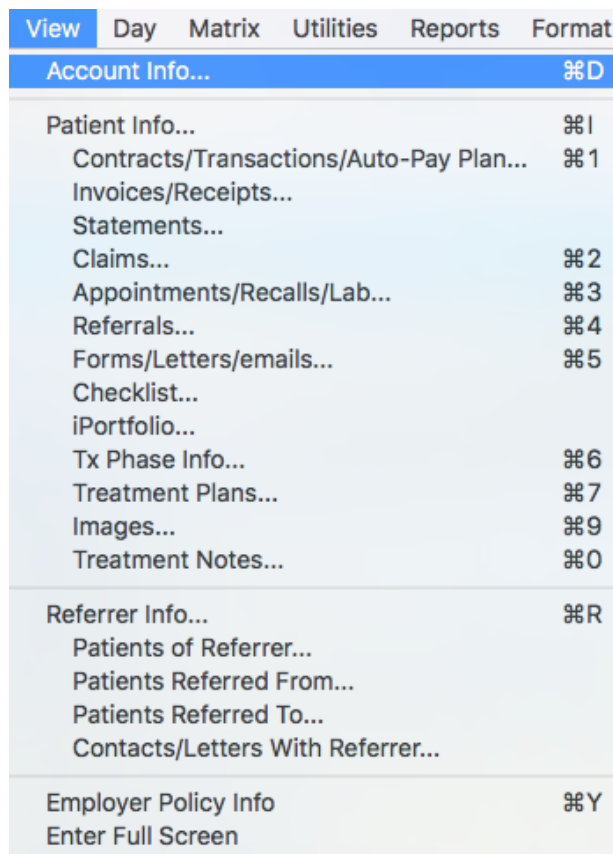 View Day Matrix Utilities Reports Format
Account Info... ⌘D
Patient Info... ⌘I
Contracts/Transactions/Auto-Pay Plan... ⌘1
Invoices/Receipts...
Statements...
Claims... ⌘2
Appointments/Recalls/Lab... ⌘3
Referrals... ⌘4
Forms/Letters/emails... ⌘5
Checklist...
iPortfolio...
Tx Phase Info... ⌘6
Treatment Plans... ⌘7
Images... ⌘9
Treatment Notes... ⌘0
Referrer Info... ⌘R
Patients of Referrer...
Patients Referred From...
Patients Referred To...
Contacts/Letters With Referrer...
Employer Policy Info ⌘Y
Enter Full Screen